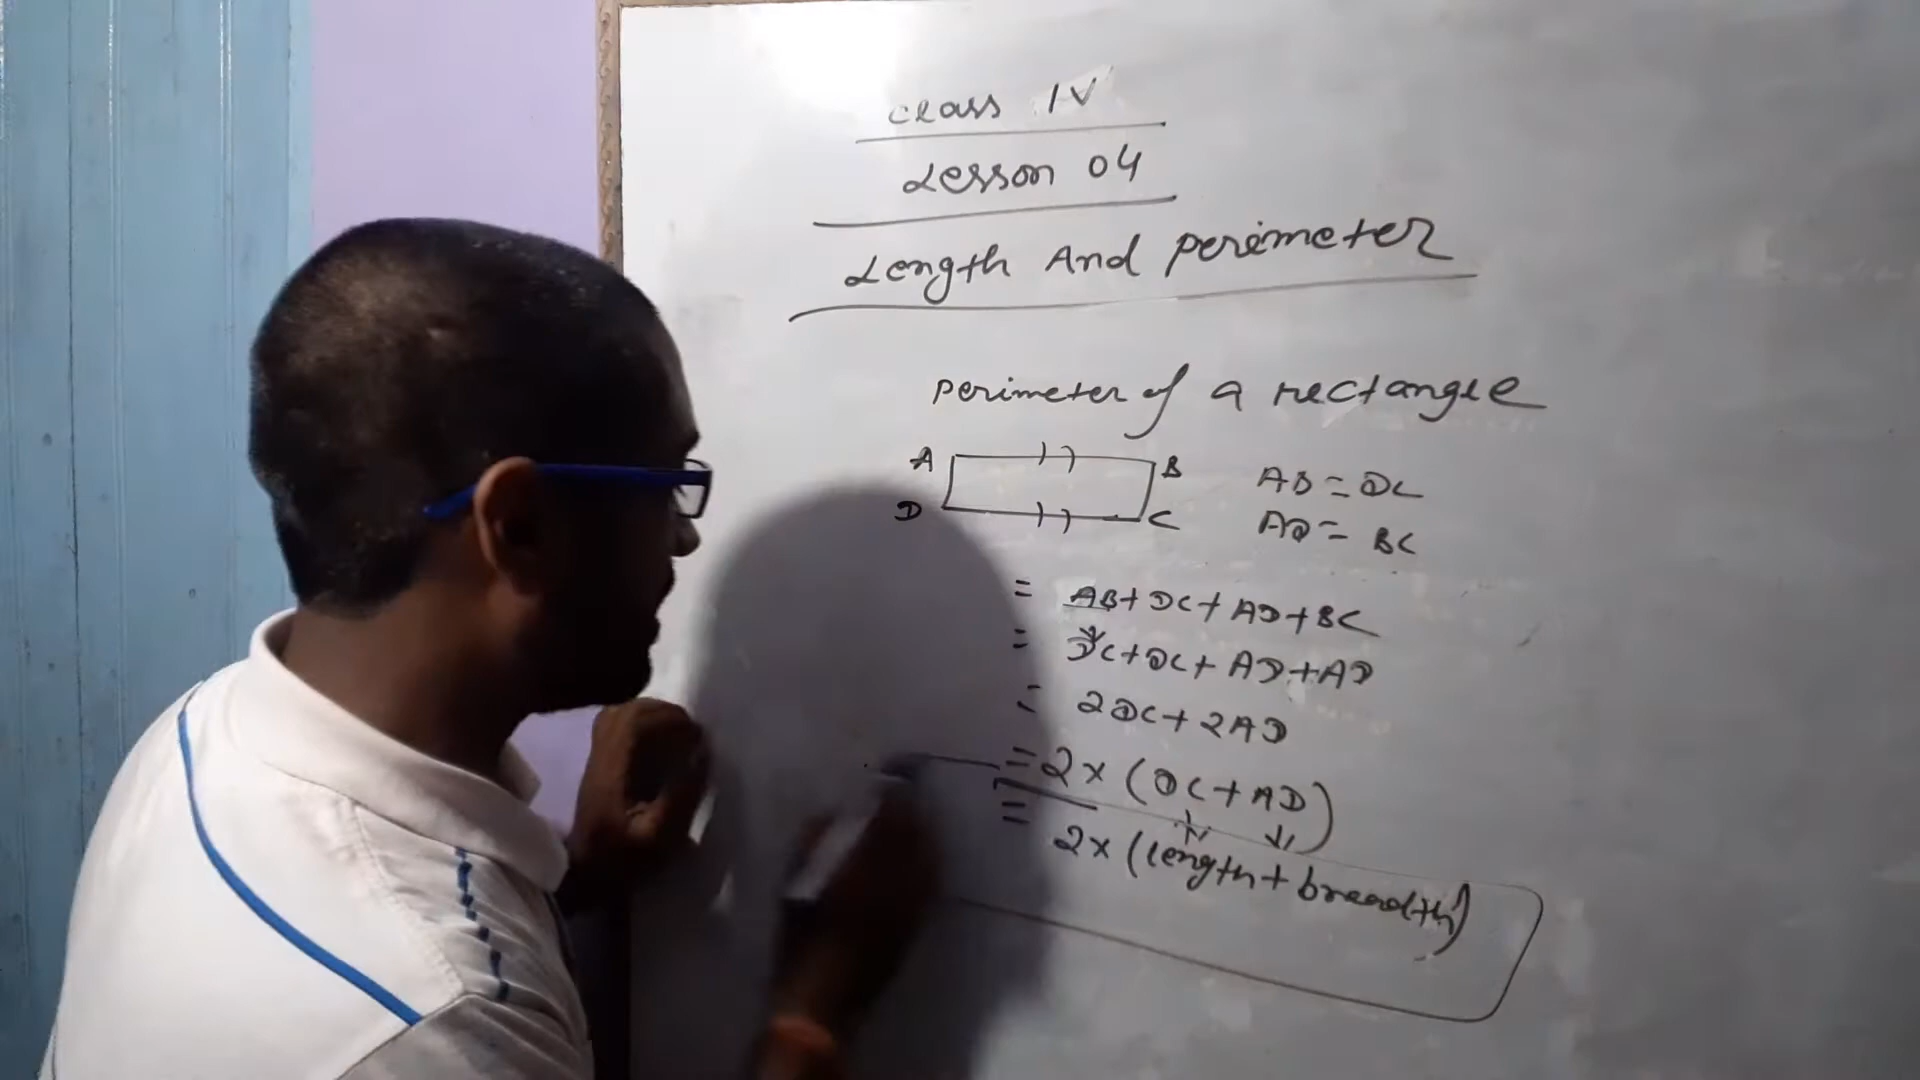 Class IV
Lesson 04
Length And Perimeter
Perimeter of a rectangle
A B
D C
AB = DC
AD = BC
= AB + DC + AD + BC
= DC + DC + AD + AD
= 2DC + 2AD
= 2 x (DC + AD)
= 2x (length + breadth)